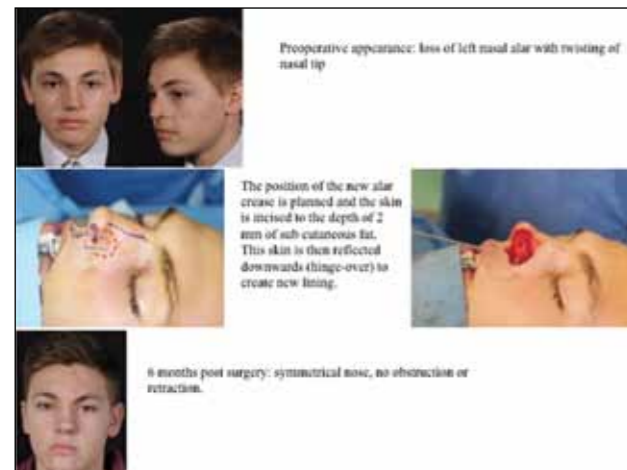 Preoperative appearance: loss of left nasal alar with twisting of
nasal tip
The position of the new alar
crease is planned and the skin
is incised to the depth of 2
mm of sub cutaneous fat.
This skin is then reflected
downwards (hinge-over) to
create new lining.
6 months post surgery: symmetrical nose, no obstruction or
retraction.